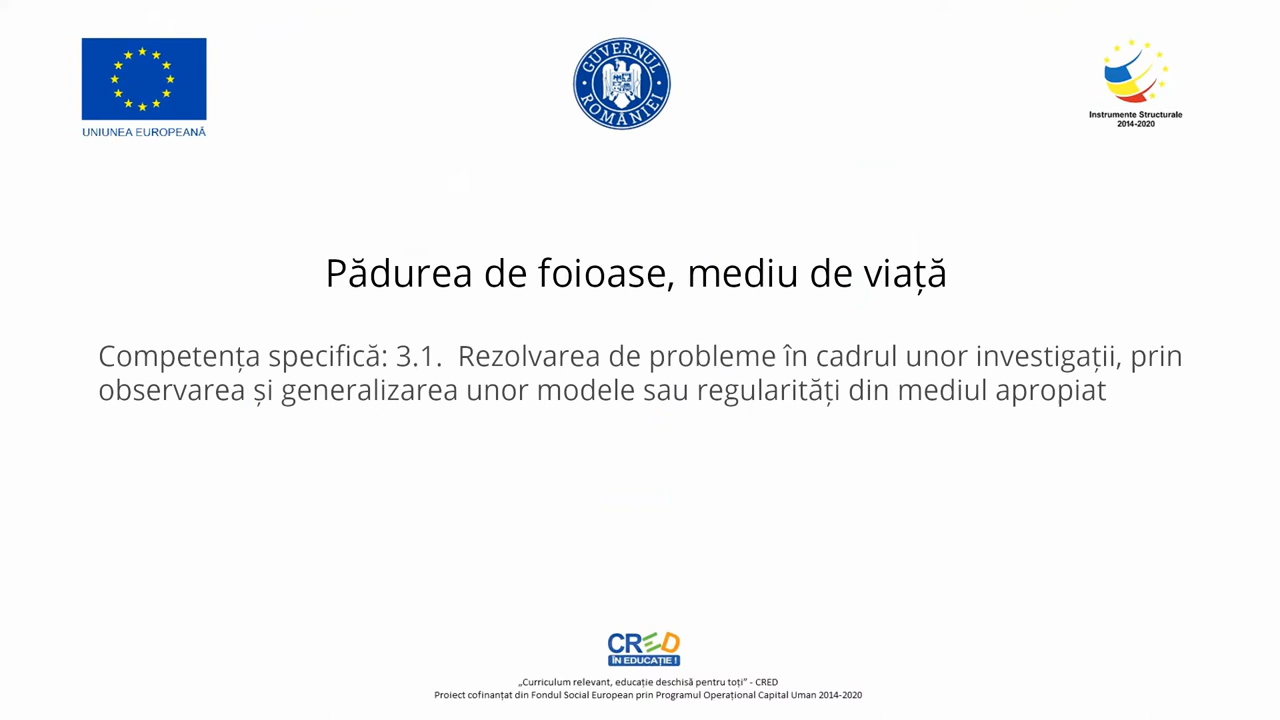 UNIUNEA EUROPEANĂ
GUVERNUL ROMÂNIEI
Instrumente Structurale
2014-2020
Pădurea de foioase, mediu de viață
Competența specifică: 3.1. Rezolvarea de probleme în cadrul unor investigații, prin
observarea și generalizarea unor modele sau regularități din mediul apropiat
CRED
ÎN EDUCAȚIE !
„Curriculum relevant, educație deschisă pentru toți” - CRED
Proiect cofinanțat din Fondul Social European prin Programul Operațional Capital Uman 2014-2020